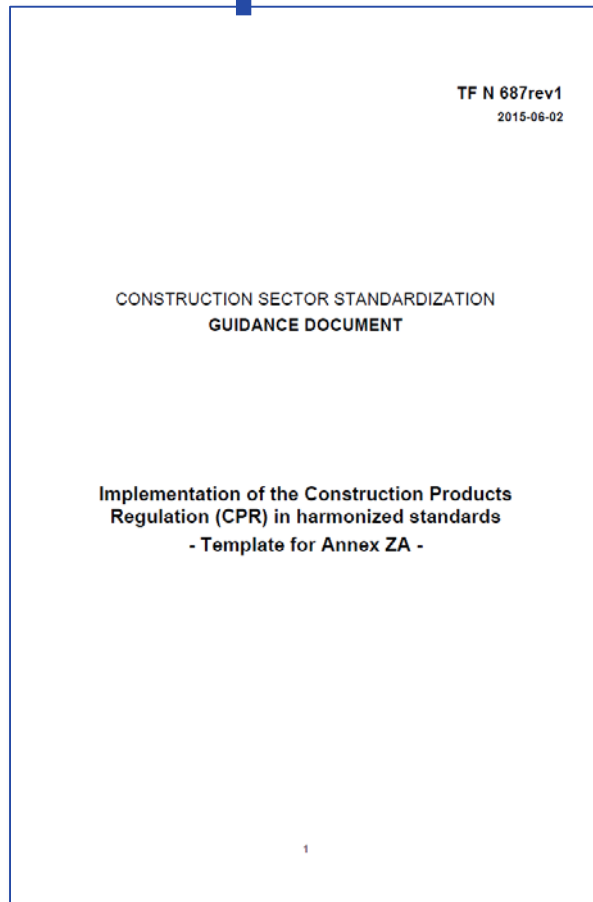 TF N 687rev1
2015-06-02
CONSTRUCTION SECTOR STANDARDIZATION
GUIDANCE DOCUMENT
Implementation of the Construction Products
Regulation (CPR) in harmonized standards
- Template for Annex ZA -
1